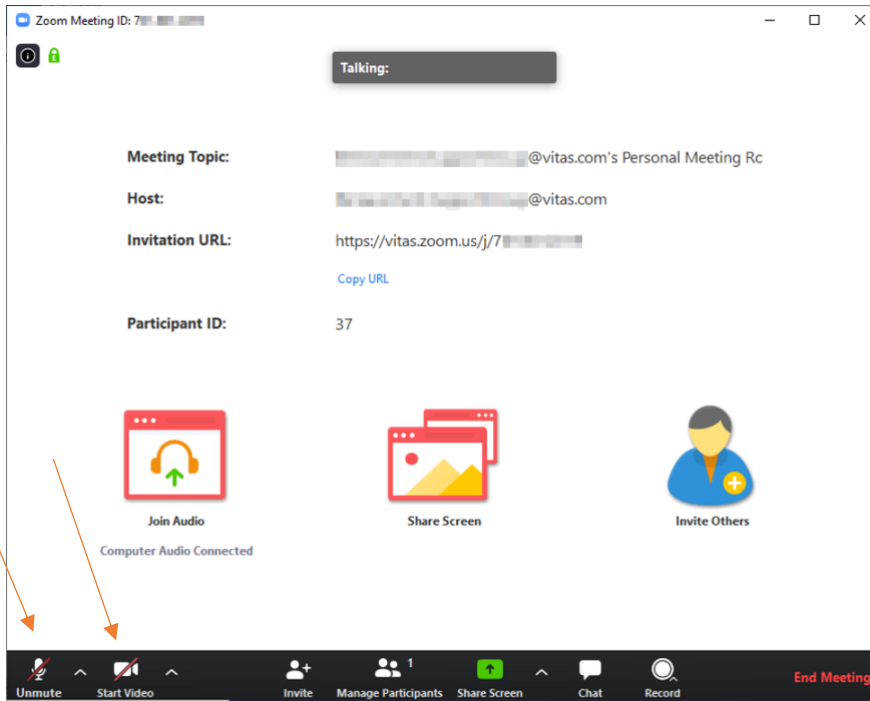 Zoom Meeting ID: 7
Talking:
Meeting Topic: @vitas.com's Personal Meeting Rc
Host: @vitas.com
Invitation URL: https://vitas.zoom.us/j/7
Copy URL
Participant ID: 37
Join Audio Share Screen Invite Others
Computer Audio Connected
1
Unmute Start Video Invite Manage Participants Share Screen Chat Record End Meeting